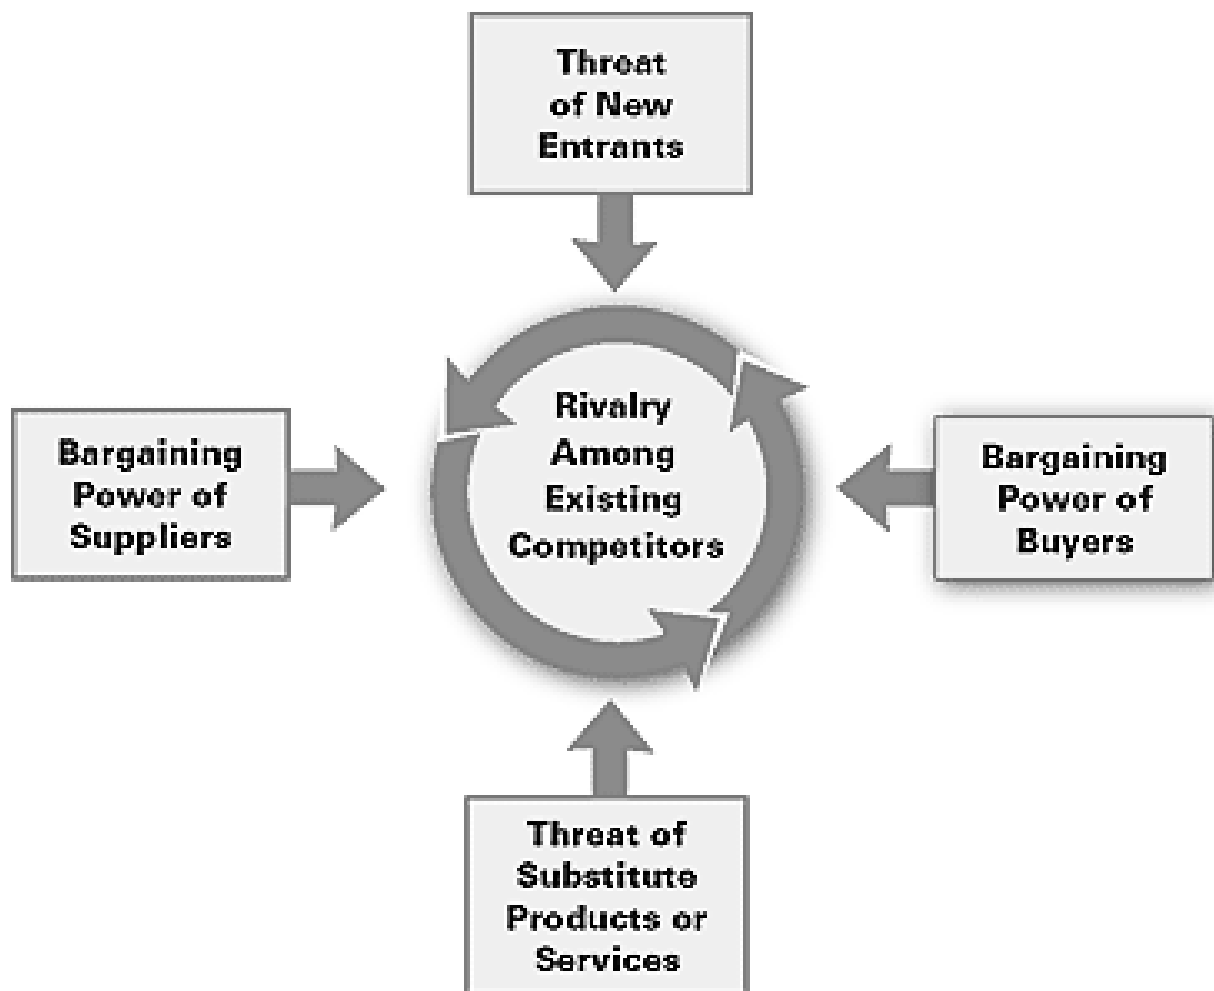 Threat
of New
Entrants
Bargaining
Power of
Suppliers
Rivalry
Among
Existing
Competitors
Bargaining
Power of
Buyers
Threat of
Substitute
Products or
Services